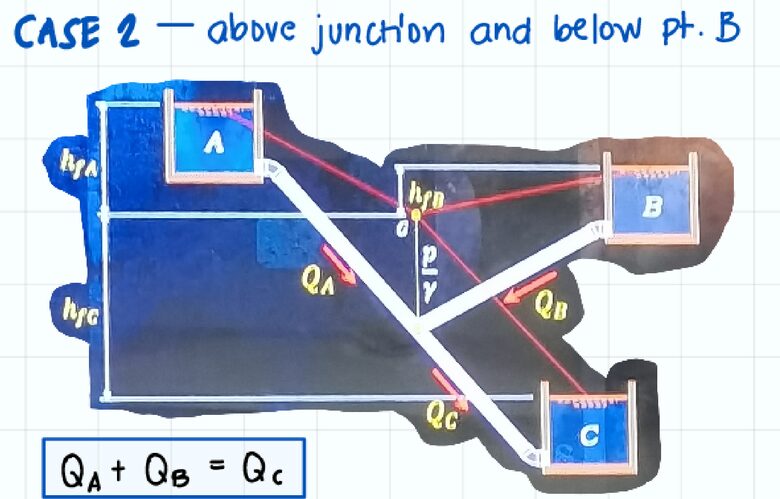 CASE 2 — above junction and below pt. B
A
hfA
hfB
B
G
P/γ
QA
QB
hfC
QC
C
QA + QB = QC